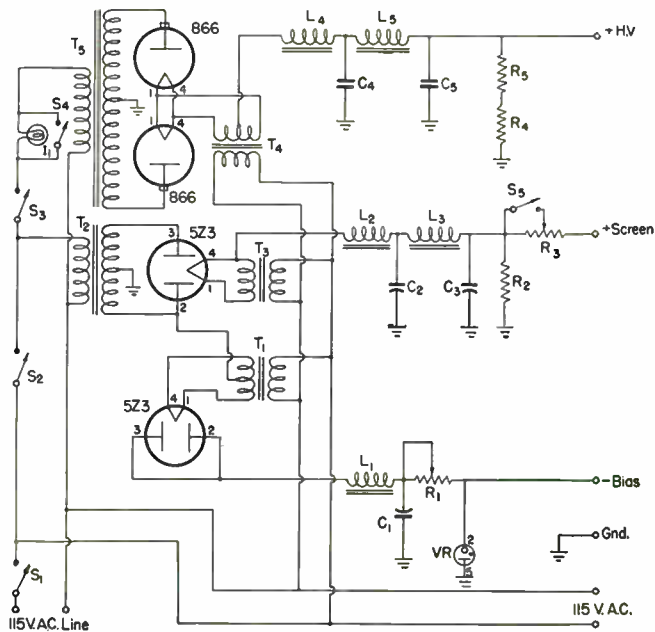 T5
866
L4
L5
+H.V.
1
4
S4
I1
C4
C5
R5
R4
1
4
T4
866
S3
T2
5Z3
3
4
1
2
T3
L2
L3
S5
R3
+Screen
C2
C3
R2
S2
T1
5Z3
4
1
3
2
L1
R1
-Bias
C1
VR
2
5
Gnd.
S1
115V.A.C. Line
115 V. A.C.